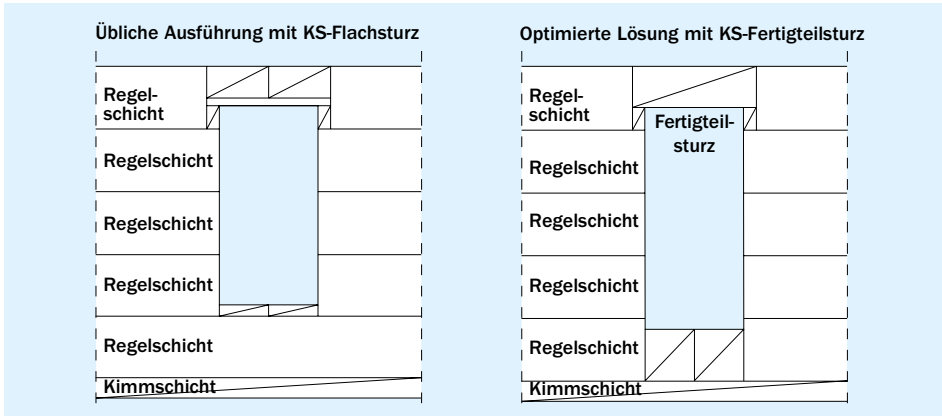 Übliche Ausführung mit KS-Flachsturz
Regel-
schicht
Regelschicht
Regelschicht
Regelschicht
Regelschicht
Kimmschicht
Optimierte Lösung mit KS-Fertigteilsturz
Regel-
schicht
Fertigteil-
sturz
Regelschicht
Regelschicht
Regelschicht
Regelschicht
Kimmschicht